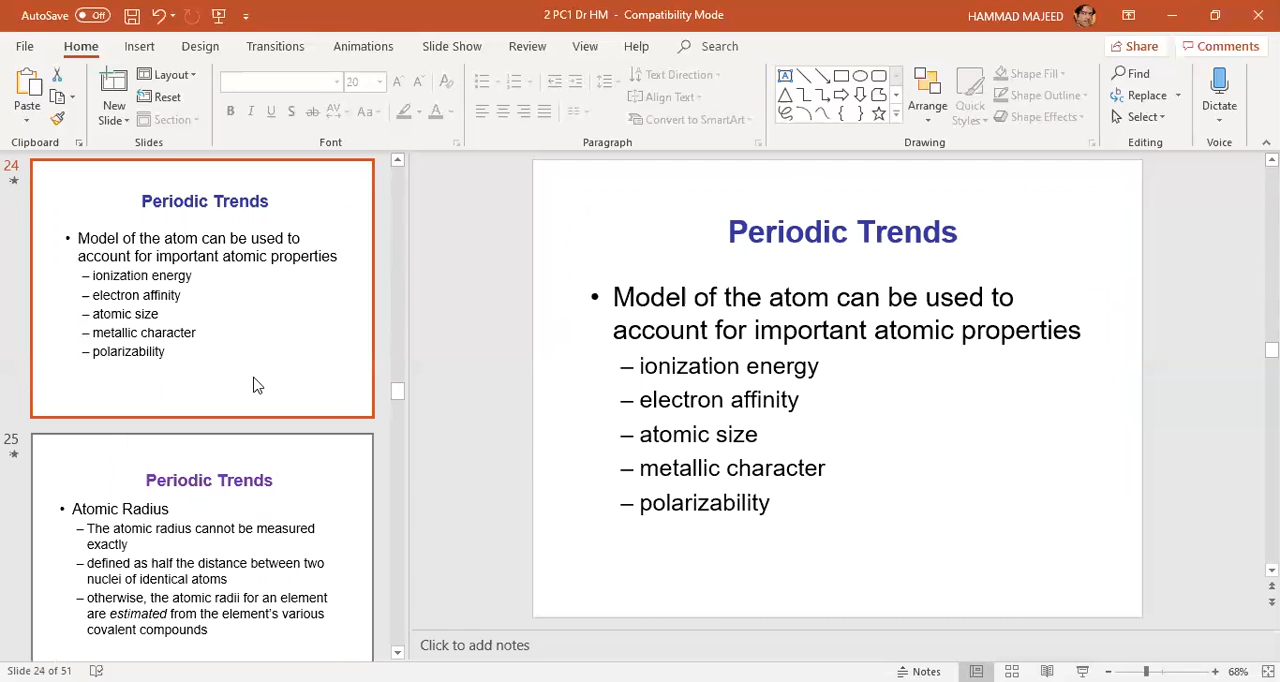 AutoSave Off 2 PC1 Dr HM - Compatibility Mode HAMMAD MAJEED
File Home Insert Design Transitions Animations Slide Show Review View Help Search Share Comments
Paste New Slide Layout Reset Section 20 Text Direction Align Text Convert to SmartArt Arrange Quick Styles Shape Fill Shape Outline Shape Effects Find Replace Select Dictate
B I U S ab AV Aa A
Clipboard Slides Font Paragraph Drawing Editing Voice
24
Periodic Trends
• Model of the atom can be used to
account for important atomic properties
– ionization energy
– electron affinity
– atomic size
– metallic character
– polarizability
25
Periodic Trends
• Atomic Radius
– The atomic radius cannot be measured
exactly
– defined as half the distance between two
nuclei of identical atoms
– otherwise, the atomic radii for an element
are estimated from the element's various
covalent compounds
Periodic Trends
• Model of the atom can be used to
account for important atomic properties
– ionization energy
– electron affinity
– atomic size
– metallic character
– polarizability
Click to add notes
Slide 24 of 51 Notes 68%